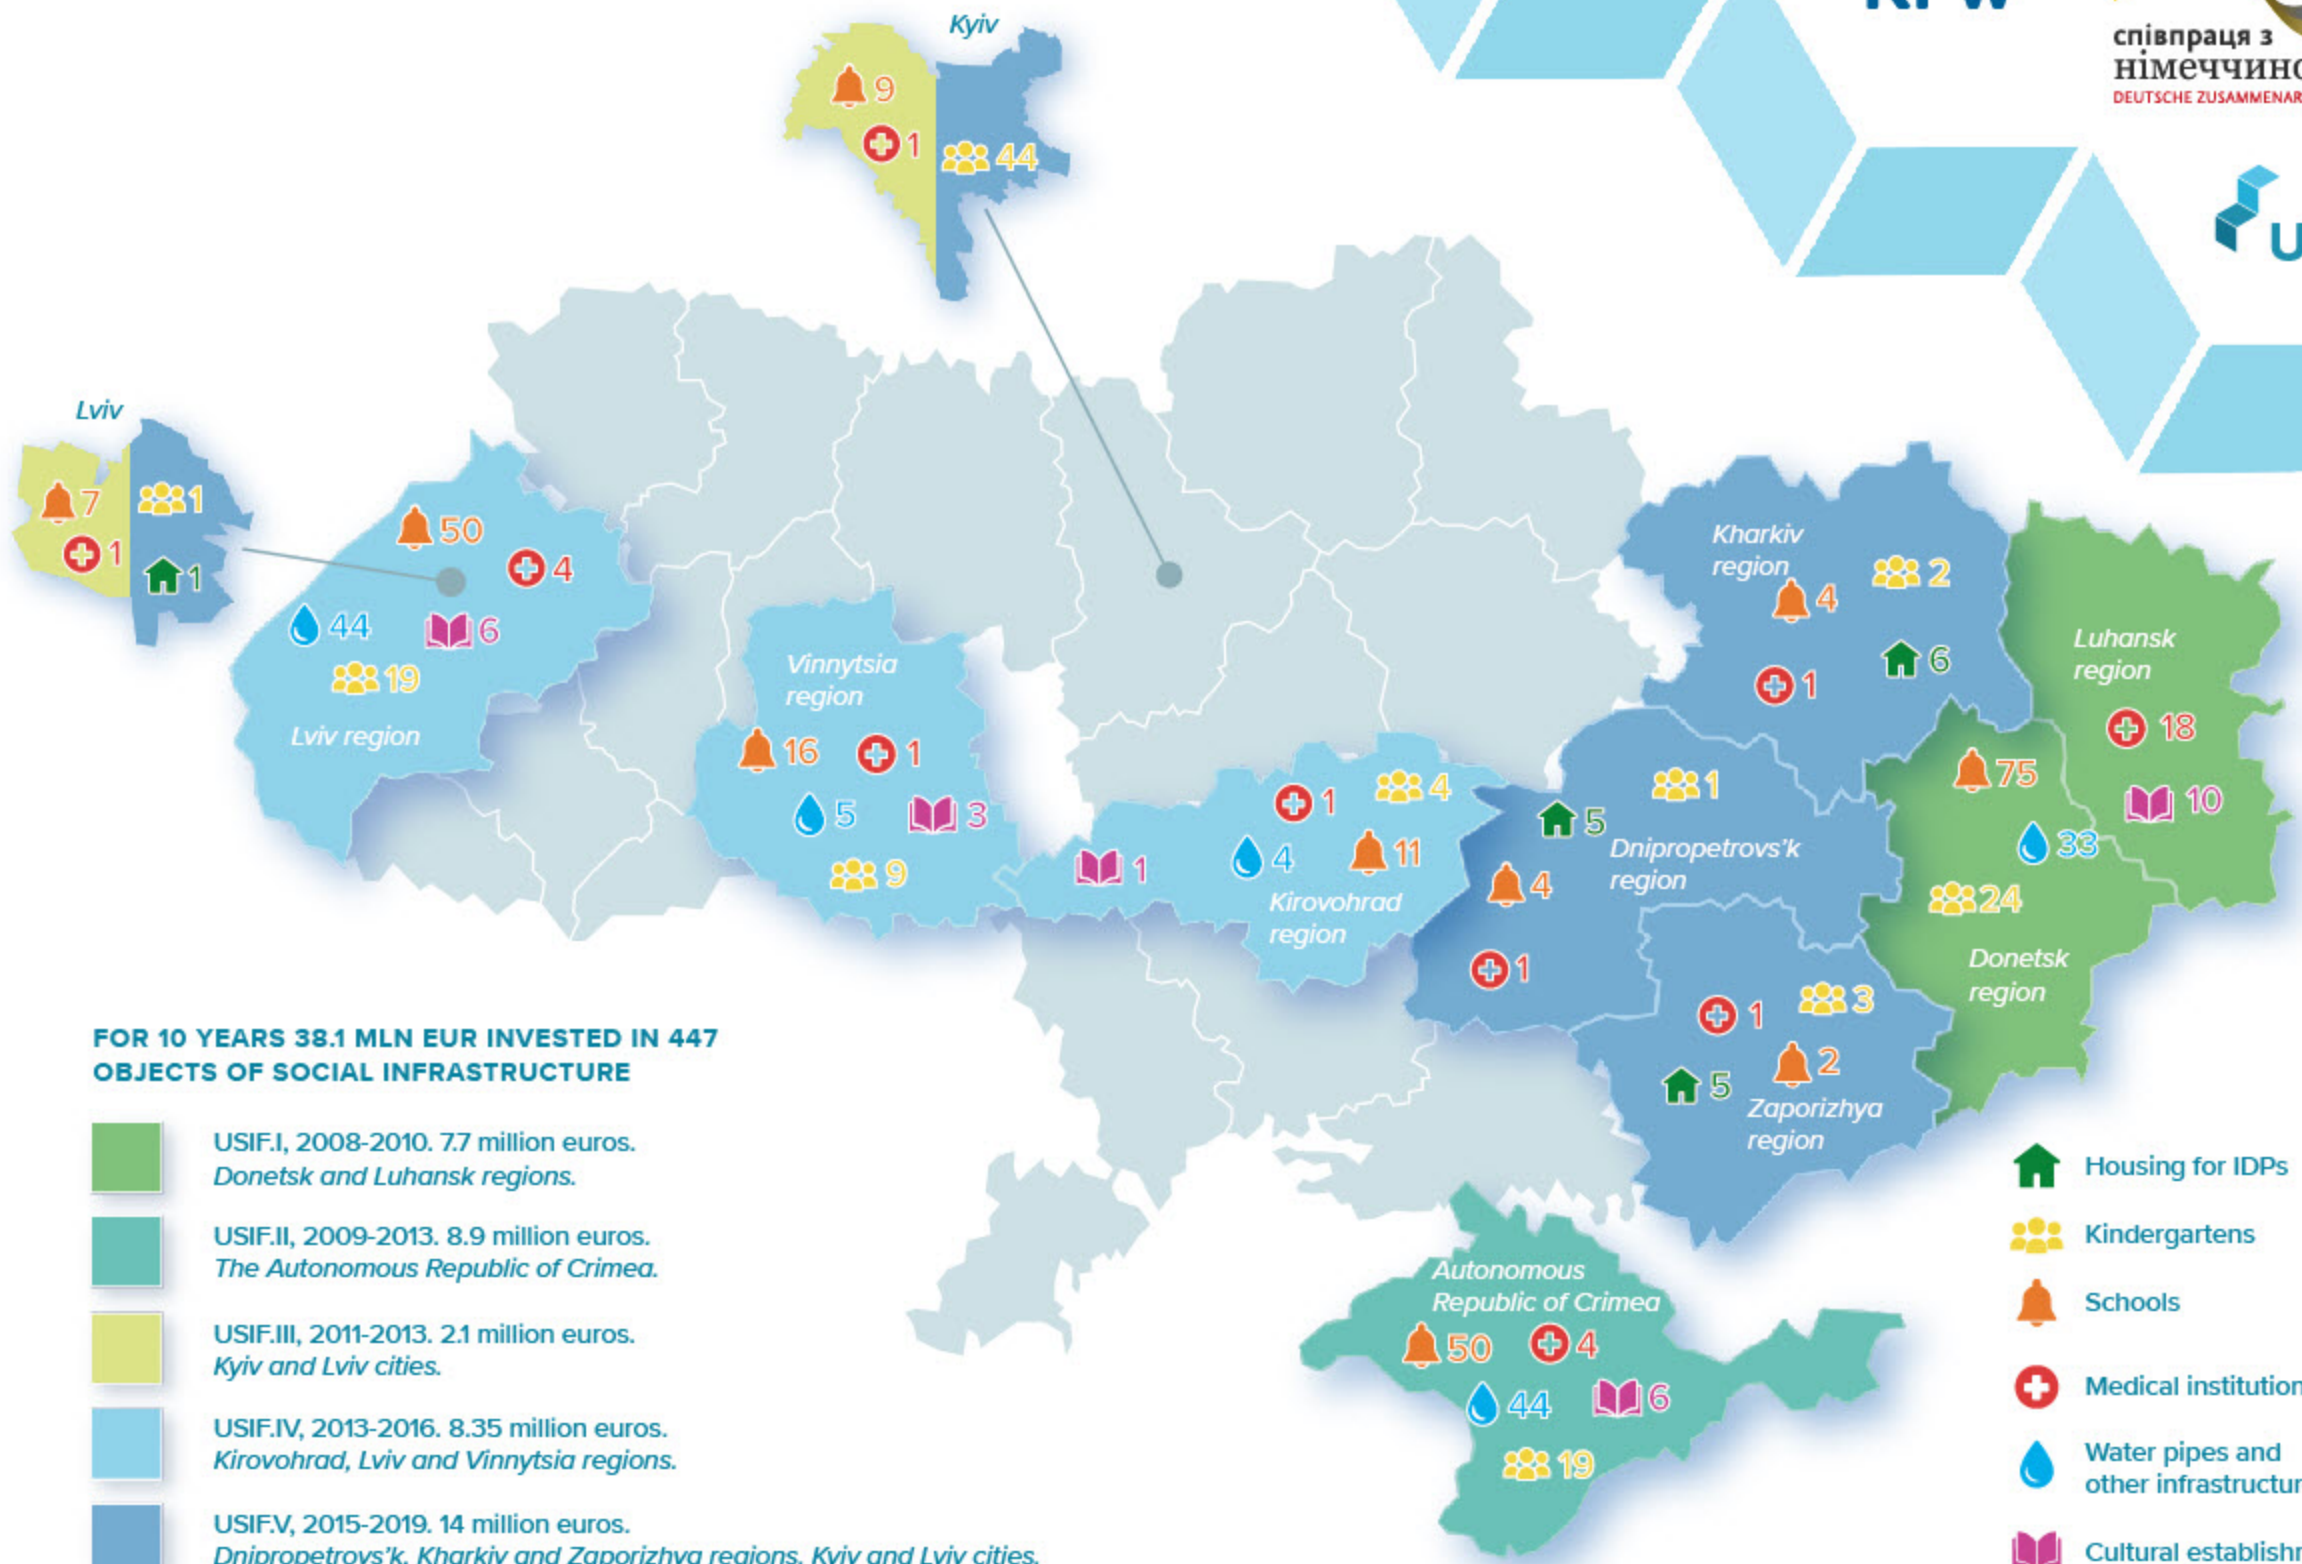 Kyiv
9
1
44
співпраця з
DEUTSCHE
Lviv
7
1
1
1
50
4
44
6
19
Lviv region
Vinnytsia
region
16
1
5
3
9
1
4
1
4
11
Kirovohrad
region
Kharkiv
region
2
4
6
1
Luhansk
region
18
10
75
33
24
Donetsk
region
1
5
Dnipropetrovs'k
region
4
1
1
3
2
5
Zaporizhya
region
Autonomous
Republic of Crimea
50
4
44
6
19
FOR 10 YEARS 38.1 MLN EUR INVESTED IN 447
OBJECTS OF SOCIAL INFRASTRUCTURE
USIF.I, 2008-2010. 7.7 million euros.
Donetsk and Luhansk regions.
USIF.II, 2009-2013. 8.9 million euros.
The Autonomous Republic of Crimea.
USIF.III, 2011-2013. 2.1 million euros.
Kyiv and Lviv cities.
USIF.IV, 2013-2016. 8.35 million euros.
Kirovohrad, Lviv and Vinnytsia regions.
USIF.V, 2015-2019. 14 million euros.
Dnipropetrovs'k, Kharkiv and Zaporizhya regions, Kyiv and Lviv cities.
Housing for IDPs
Kindergartens
Schools
Medical institution
Water pipes and
other
Cultural